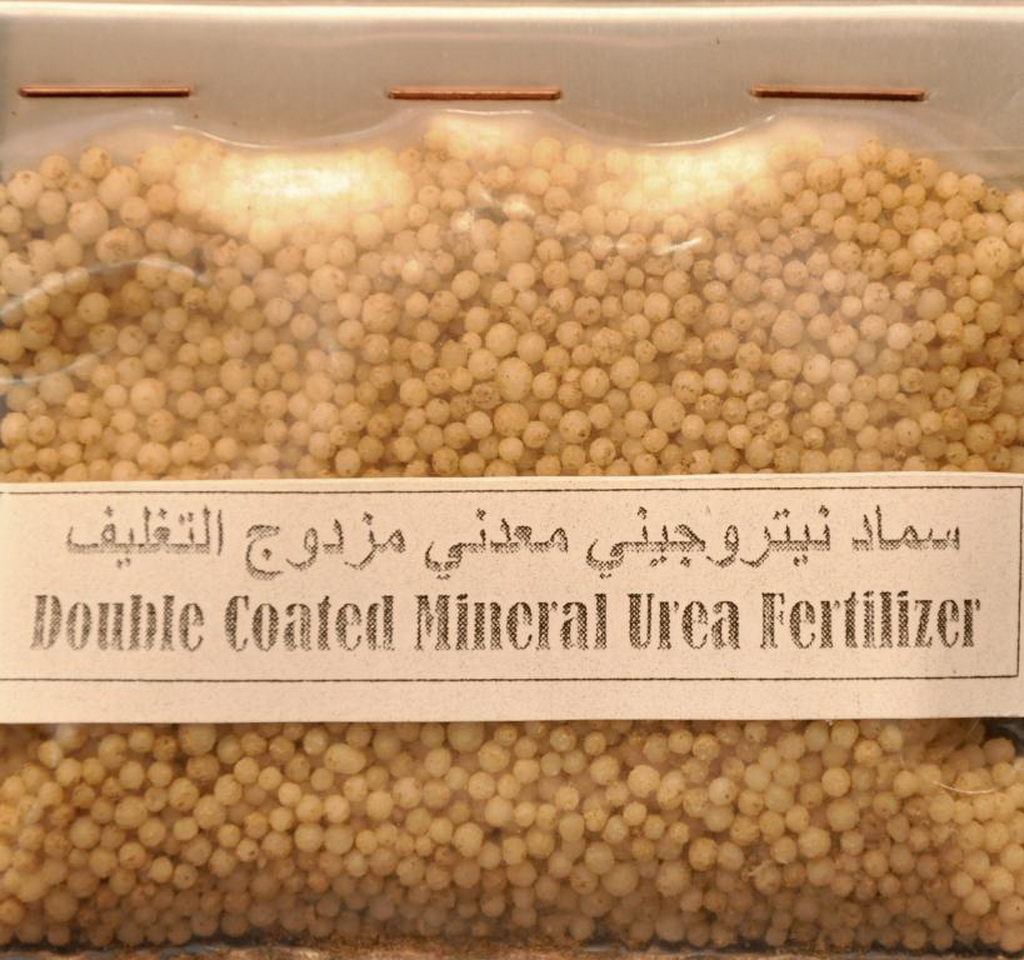 سماد نيتروجيني معدني مزدوج التغليف
Double Coated Mineral Urea Fertilizer